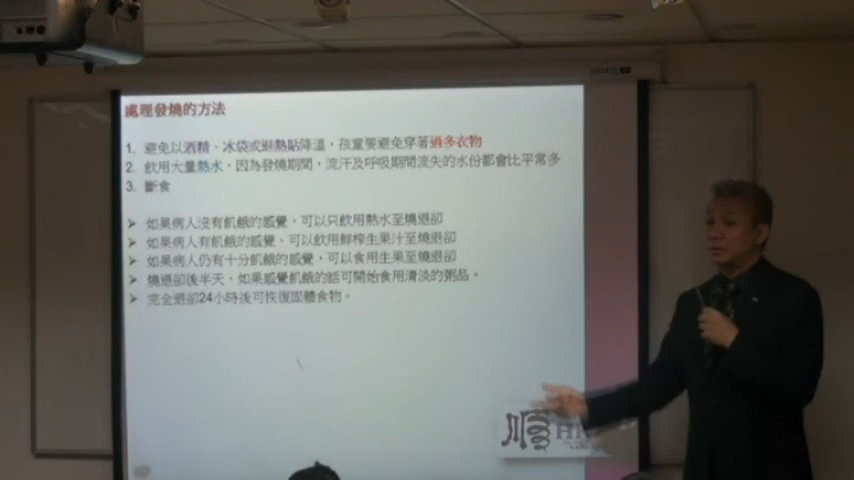 處理發燒的方法
1. 避免以酒精、冰袋或退熱貼降溫，孩童要避免穿著過多衣物
2. 飲用大量熱水，因為發燒期間，流汗及呼吸期間流失的水份都會比平常多
3. 斷食
➤ 如果病人沒有飢餓的感覺，可以只飲用熱水至燒退卻
➤ 如果病人有飢餓的感覺，可以飲用鮮榨生果汁至燒退卻
➤ 如果病人仍有十分飢餓的感覺，可以食用生果至燒退卻
➤ 燒退卻後半天，如果感覺飢餓的話可開始食用清淡的粥品。
➤ 完全退卻24小時後可恢復固體食物。